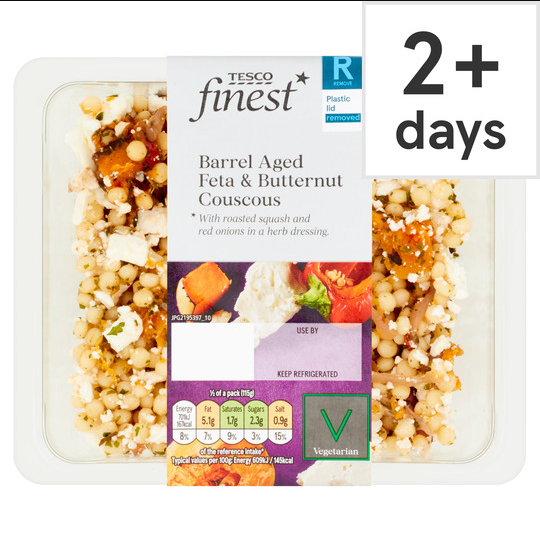 2+
days
TESCO
finest*
R
REMOVE
Plastic
lid
removed
Barrel Aged
Feta & Butternut
Couscous
* With roasted squash and
red onions in a herb dressing.
JPG2195397_10
USE BY
KEEP REFRIGERATED
½ of a pack (115g)
Energy Fat Saturates Sugars Salt
701kJ 5.1g 1.7g 2.3g 0.9g
167kcal
8% 7% 9% 3% 15%
of the reference intake*
Typical values per 100g: Energy 609kJ / 145kcal
V
Vegetarian